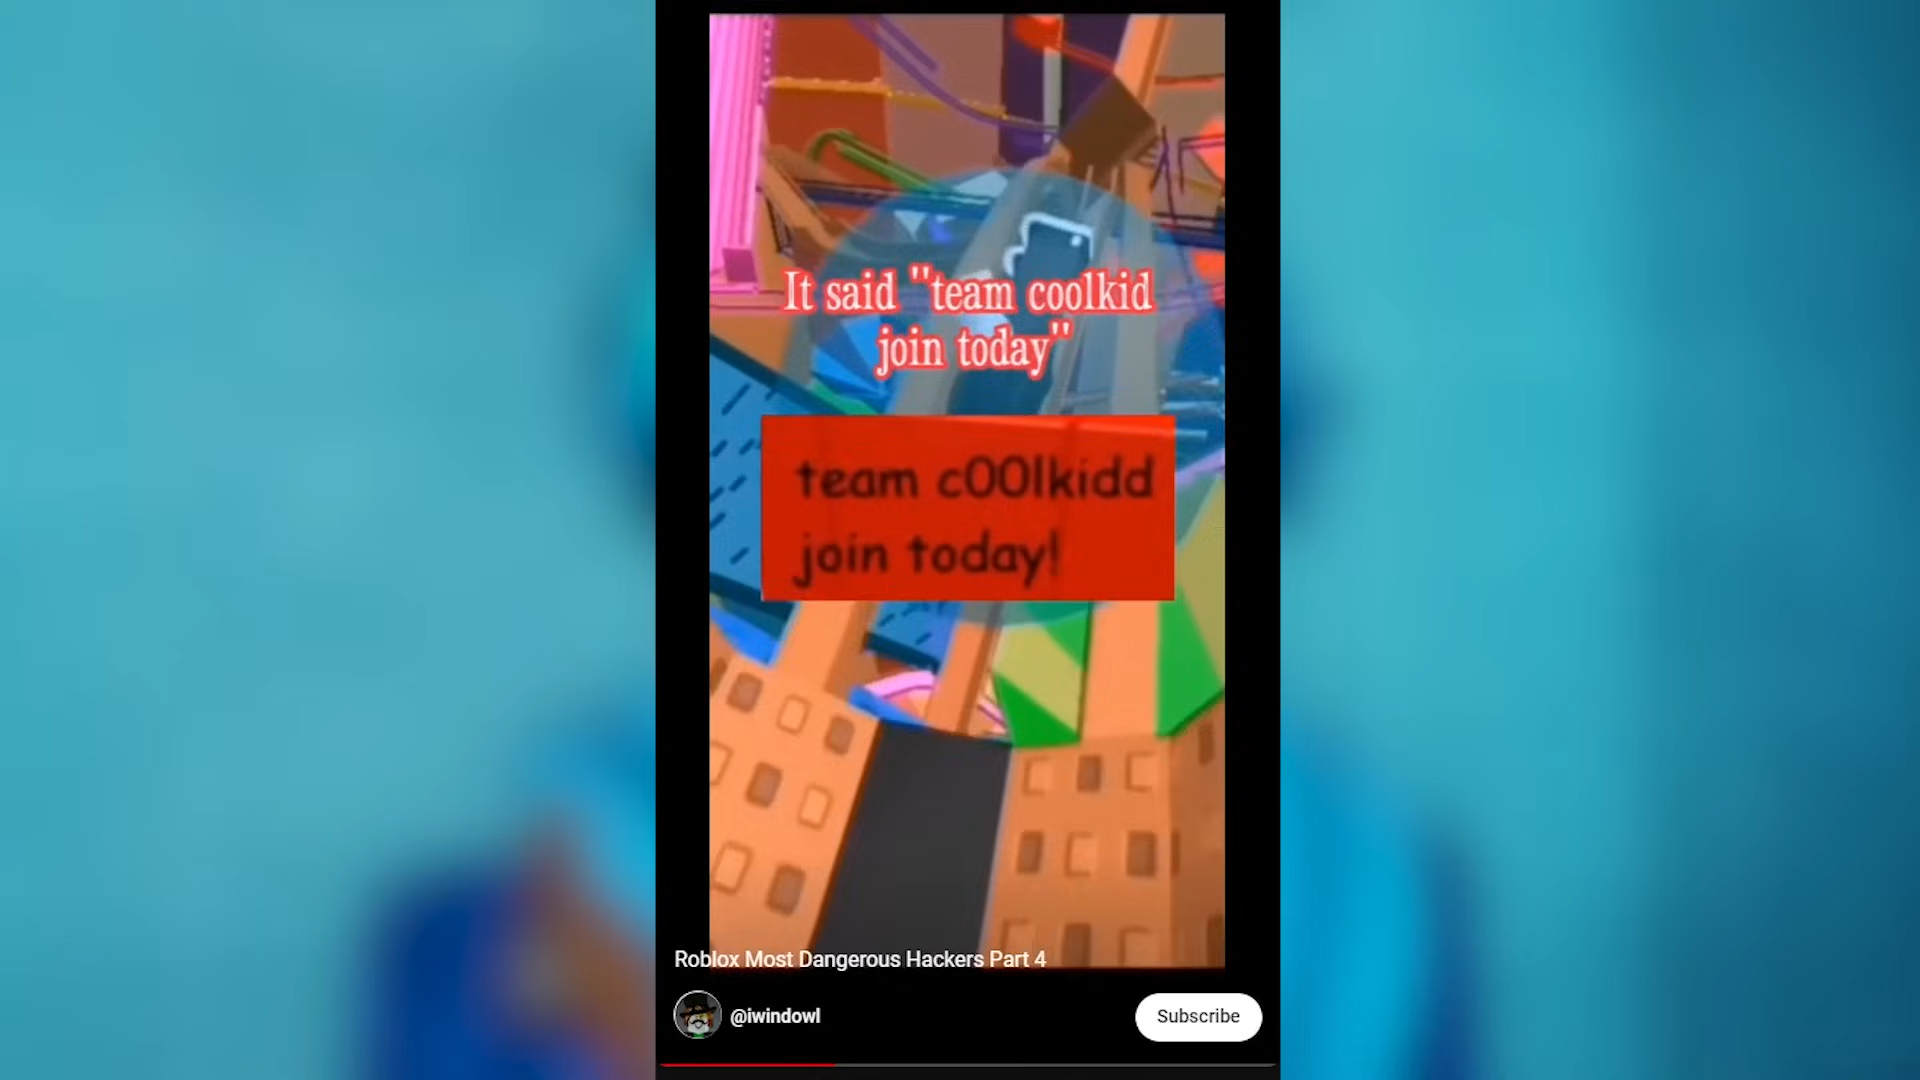 It said "team coolkid
join today"
team c00lkidd
join today!
Roblox Most Dangerous Hackers Part 4
@iwindowl
Subscribe